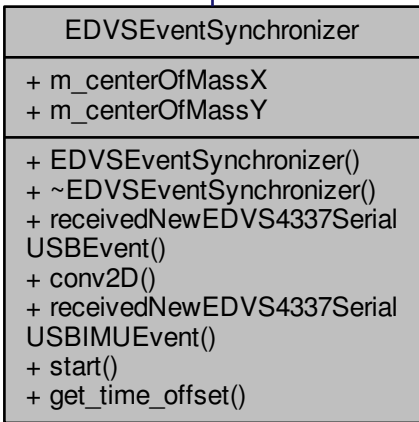 EDVSEventSynchronizer
+ m_centerOfMassX
+ m_centerOfMassY
+ EDVSEventSynchronizer()
+ ~EDVSEventSynchronizer()
+ receivedNewEDVS4337Serial
USBEvent()
+ conv2D()
+ receivedNewEDVS4337Serial
USBIMUEvent()
+ start()
+ get_time_offset()